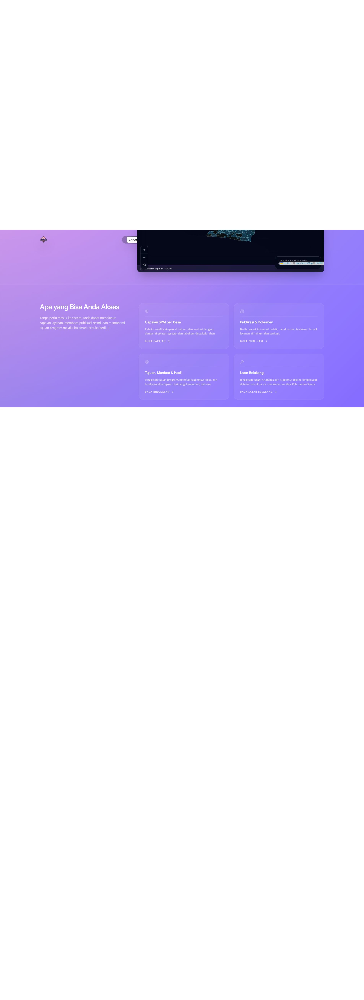 CAPAI
TINGKAT CAPAIAN PER
Leaflet | © OpenStreetMap © CARTO
Statistik capaian · 13,3%
Apa yang Bisa Anda Akses
Tanpa perlu masuk ke sistem, Anda dapat menelusuri
capaian layanan, membaca publikasi resmi, dan memahami
tujuan program melalui halaman terbuka berikut.
Capaian SPM per Desa
Peta interaktif cakupan air minum dan sanitasi, lengkap
dengan ringkasan agregat dan tabel per desa/kelurahan.
BUKA CAPAIAN →
Publikasi & Dokumen
Berita, galeri, informasi publik, dan dokumentasi resmi terkait
layanan air minum dan sanitasi.
BUKA PUBLIKASI →
Tujuan, Manfaat & Hasil
Ringkasan tujuan program, manfaat bagi masyarakat, dan
hasil yang diharapkan dari pengelolaan data terbuka.
BACA RINGKASAN →
Latar Belakang
Ringkasan fungsi Arumanis dan tujuannya dalam pengelolaan
data infrastruktur air minum dan sanitasi Kabupaten Cianjur.
BACA LATAR BELAKANG →